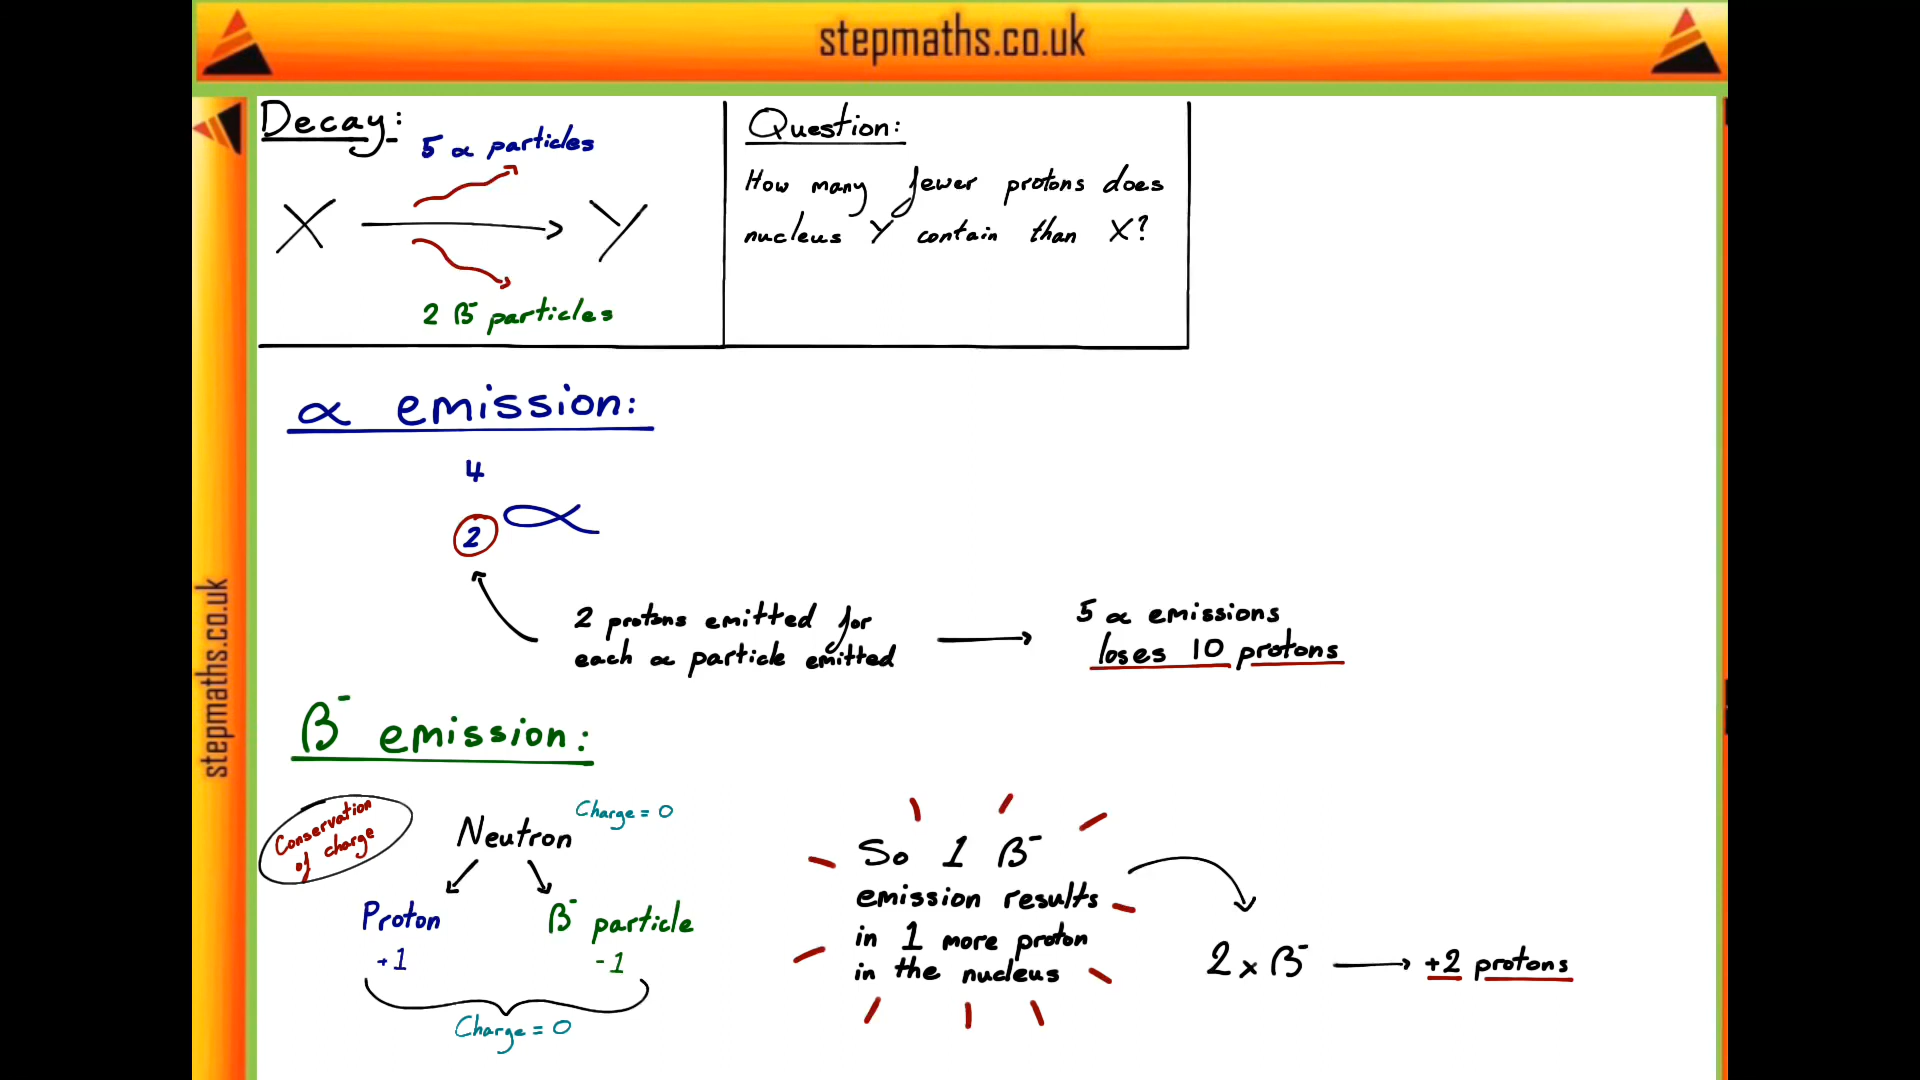 stepmaths.co.uk
stepmaths.co.uk
Decay:
5 α particles
X → Y
2 β⁻ particles
Question:
How many fewer protons does
nucleus Y contain than X?
α emission:
4
2 α
2 protons emitted for
each α particle emitted
5 α emissions
loses 10 protons
β⁻ emission:
Conservation
of charge
Charge = 0
Neutron
Proton
+1
β⁻ particle
-1
Charge = 0
So 1 β⁻
emission results
in 1 more proton
in the nucleus
2 × β⁻ → +2 protons